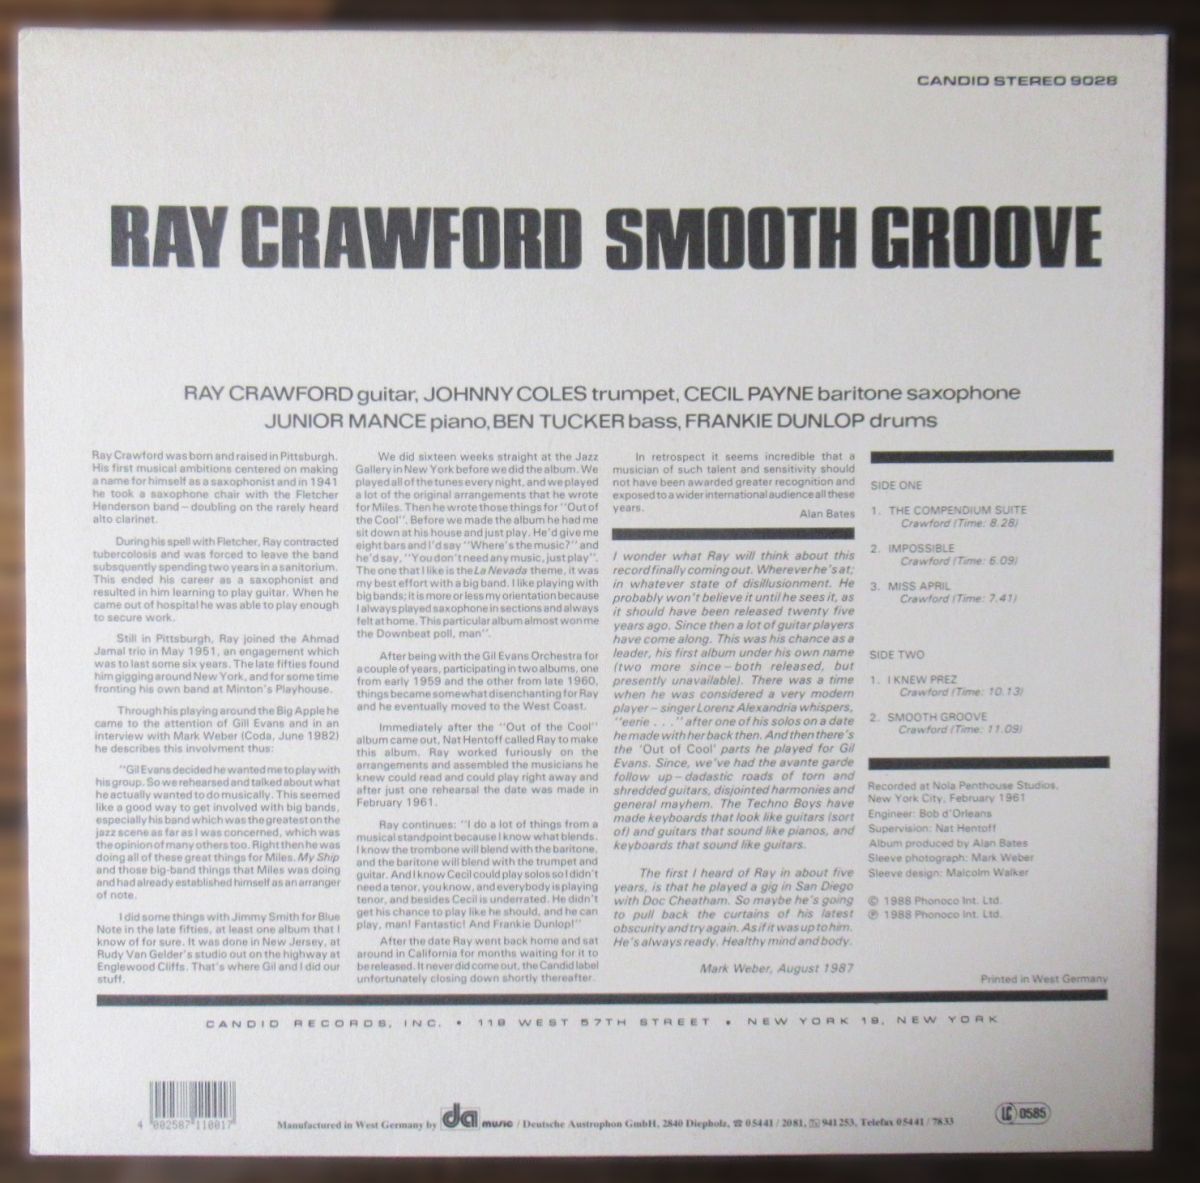 CANDID STEREO 9028
RAY CRAWFORD SMOOTH GROOVE
RAY CRAWFORD guitar, JOHNNY COLES trumpet, CECIL PAYNE baritone saxophone
JUNIOR MANCE piano, BEN TUCKER bass, FRANKIE DUNLOP drums
Ray Crawford was born and raised in Pittsburgh.
His first musical ambitions centered on making
a name for himself as a saxophonist and in 1941
he took a saxophone chair with the Fletcher
Henderson band – doubling on the rarely heard
alto clarinet.
During his spell with Fletcher, Ray contracted
tubercolosis and was forced to leave the band
subsquently spending two years in a sanitorium.
This ended his career as a saxophonist and
resulted in him learning to play guitar. When he
came out of hospital he was able to play enough
to secure work.
Still in Pittsburgh, Ray joined the Ahmad
Jamal trio in May 1951, an engagement which
was to last some six years. The late fifties found
him gigging around New York, and for some time
fronting his own band at Minton's Playhouse.
Through his playing around the Big Apple he
came to the attention of Gill Evans and in an
interview with Mark Weber (Coda, June 1982)
he describes this involvment thus:
"Gil Evans decided he wanted me to play with
his group. So we rehearsed and talked about what
he actually wanted to do musically. This seemed
like a good way to get involved with big bands,
especially his band which was the greatest on the
jazz scene as far as I was concerned, which was
the opinion of many others too. Right then he was
doing all of these great things for Miles. My Ship
and those big-band things that Miles was doing
and had already established himself as an arranger
of note.
I did some things with Jimmy Smith for Blue
Note in the late fifties, at least one album that I
know of for sure. It was done in New Jersey, at
Rudy Van Gelder's studio out on the highway at
Englewood Cliffs. That's where Gil and I did our
stuff.
We did sixteen weeks straight at the Jazz
Gallery in New York before we did the album. We
played all of the tunes every night, and we played
a lot of the original arrangements that he wrote
for Miles. Then he wrote those things for "Out of
the Cool". Before we made the album he had me
sit down at his house and just play. He'd give me
eight bars and I'd say "Where's the music?" and
he'd say, "You don't need any music, just play".
The one that I like is the La Nevada theme, it was
my best effort with a big band. I like playing with
big bands; it is more or less my orientation because
I always played saxophone in sections and always
felt at home. This particular album almost won me
the Downbeat poll, man".
After being with the Gil Evans Orchestra for
a couple of years, participating in two albums, one
from early 1959 and the other from late 1960,
things became somewhat disenchanting for Ray
and he eventually moved to the West Coast.
Immediately after the "Out of the Cool"
album came out, Nat Hentoff called Ray to make
this album. Ray worked furiously on the
arrangements and assembled the musicians he
knew could read and could play right away and
after just one rehearsal the date was made in
February 1961.
Ray continues: "I do a lot of things from a
musical standpoint because I know what blends.
I know the trombone will blend with the baritone,
and the baritone will blend with the trumpet and
guitar. And I know Cecil could play solos so I didn't
need a tenor, you know, and everybody is playing
tenor, and besides Cecil is underrated. He didn't
get his chance to play like he should, and he can
play, man! Fantastic! And Frankie Dunlop!"
After the date Ray went back home and sat
around in California for months waiting for it to
be released. It never did come out, the Candid label
unfortunately closing down shortly thereafter.
In retrospect it seems incredible that a
musician of such talent and sensitivity should
not have been awarded greater recognition and
exposed to a wider international audience all these
years.
Alan Bates
I wonder what Ray will think about this
record finally coming out. Wherever he's at;
in whatever state of disillusionment. He
probably won't believe it until he sees it, as
it should have been released twenty five
years ago. Since then a lot of guitar players
have come along. This was his chance as a
leader, his first album under his own name
(two more since – both released, but
presently unavailable). There was a time
when he was considered a very modern
player – singer Lorenz Alexandria whispers,
"eerie . . ." after one of his solos on a date
he made with her back then. And then there's
the 'Out of Cool' parts he played for Gil
Evans. Since, we've had the avante garde
follow up – dadastic roads of torn and
shredded guitars, disjointed harmonies and
general mayhem. The Techno Boys have
made keyboards that look like guitars (sort
of) and guitars that sound like pianos, and
keyboards that sound like guitars.
The first I heard of Ray in about five
years, is that he played a gig in San Diego
with Doc Cheatham. So maybe he's going
to pull back the curtains of his latest
obscurity and try again. As if it was up to him.
He's always ready. Healthy mind and body.
Mark Weber, August 1987
SIDE ONE
1. THE COMPENDIUM SUITE
Crawford (Time: 8.28)
2. IMPOSSIBLE
Crawford (Time: 6.09)
3. MISS APRIL
Crawford (Time: 7.41)
SIDE TWO
1. I KNEW PREZ
Crawford (Time: 10.13)
2. SMOOTH GROOVE
Crawford (Time: 11.09)
Recorded at Nola Penthouse Studios,
New York City, February 1961
Engineer: Bob d'Orleans
Supervision: Nat Hentoff
Album produced by Alan Bates
Sleeve photograph: Mark Weber
Sleeve design: Malcolm Walker
© 1988 Phonoco Int. Ltd.
℗ 1988 Phonoco Int. Ltd.
Printed in West Germany
CANDID RECORDS, INC. • 119 WEST 57TH STREET • NEW YORK 19, NEW YORK
4 002587 110017
Manufactured in West Germany by da music / Deutsche Austrophon GmbH, 2840 Diepholz, ☎ 05441 / 2081, 941253, Telefax 05441 / 7833
LC 0585